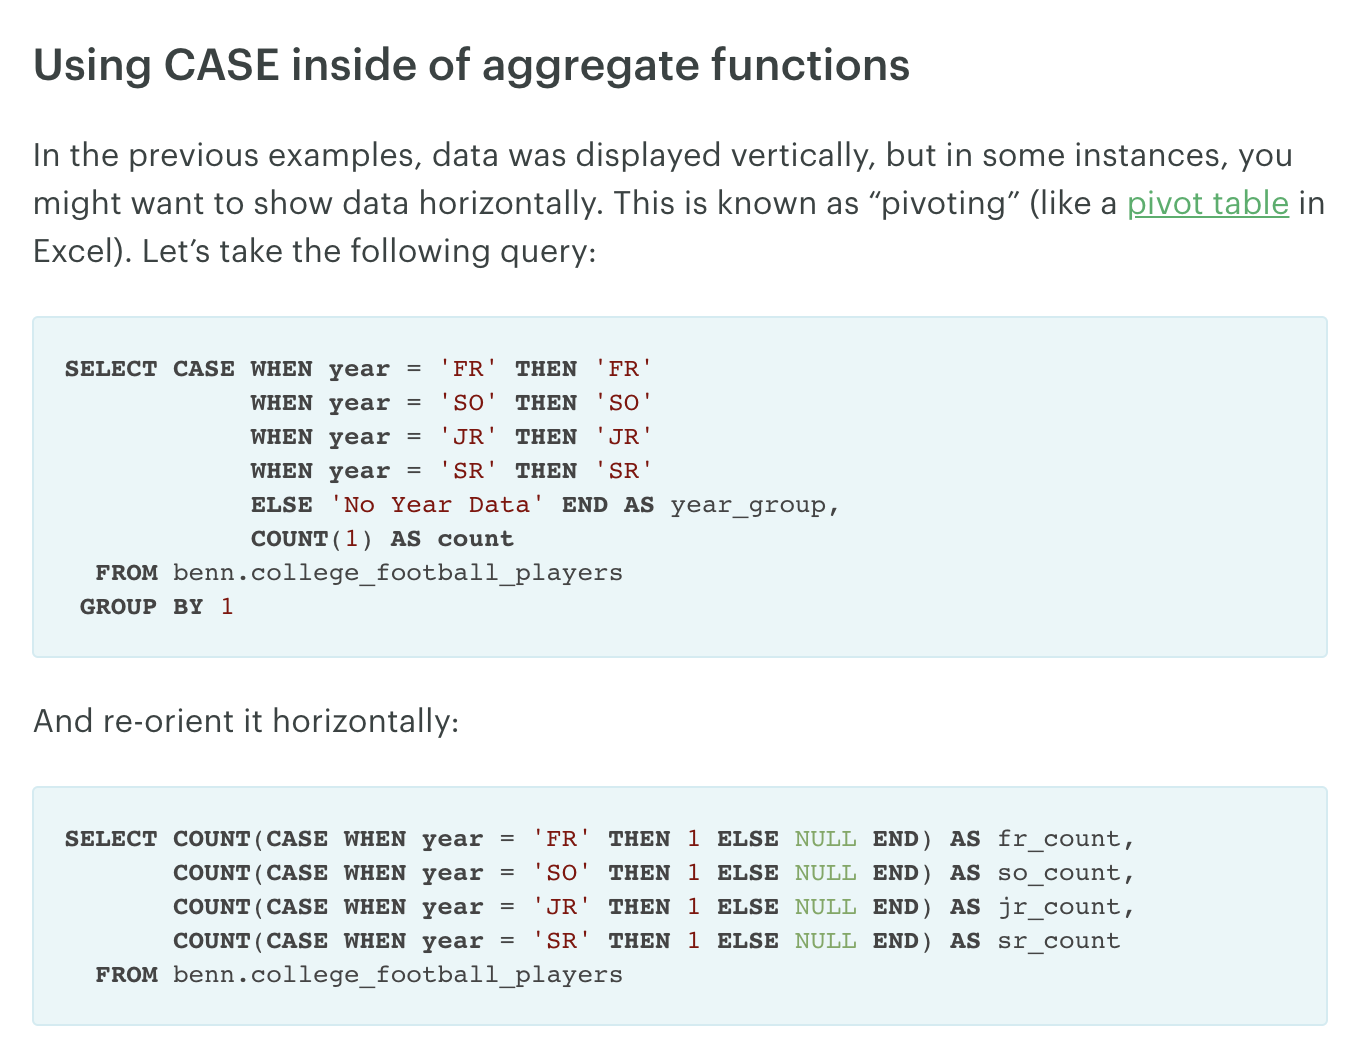 Using CASE inside of aggregate functions
In the previous examples, data was displayed vertically, but in some instances, you
might want to show data horizontally. This is known as “pivoting” (like a pivot table in
Excel). Let’s take the following query:
SELECT CASE WHEN year = 'FR' THEN 'FR'
            WHEN year = 'SO' THEN 'SO'
            WHEN year = 'JR' THEN 'JR'
            WHEN year = 'SR' THEN 'SR'
            ELSE 'No Year Data' END AS year_group,
            COUNT(1) AS count
  FROM benn.college_football_players
 GROUP BY 1
And re-orient it horizontally:
SELECT COUNT(CASE WHEN year = 'FR' THEN 1 ELSE NULL END) AS fr_count,
       COUNT(CASE WHEN year = 'SO' THEN 1 ELSE NULL END) AS so_count,
       COUNT(CASE WHEN year = 'JR' THEN 1 ELSE NULL END) AS jr_count,
       COUNT(CASE WHEN year = 'SR' THEN 1 ELSE NULL END) AS sr_count
  FROM benn.college_football_players